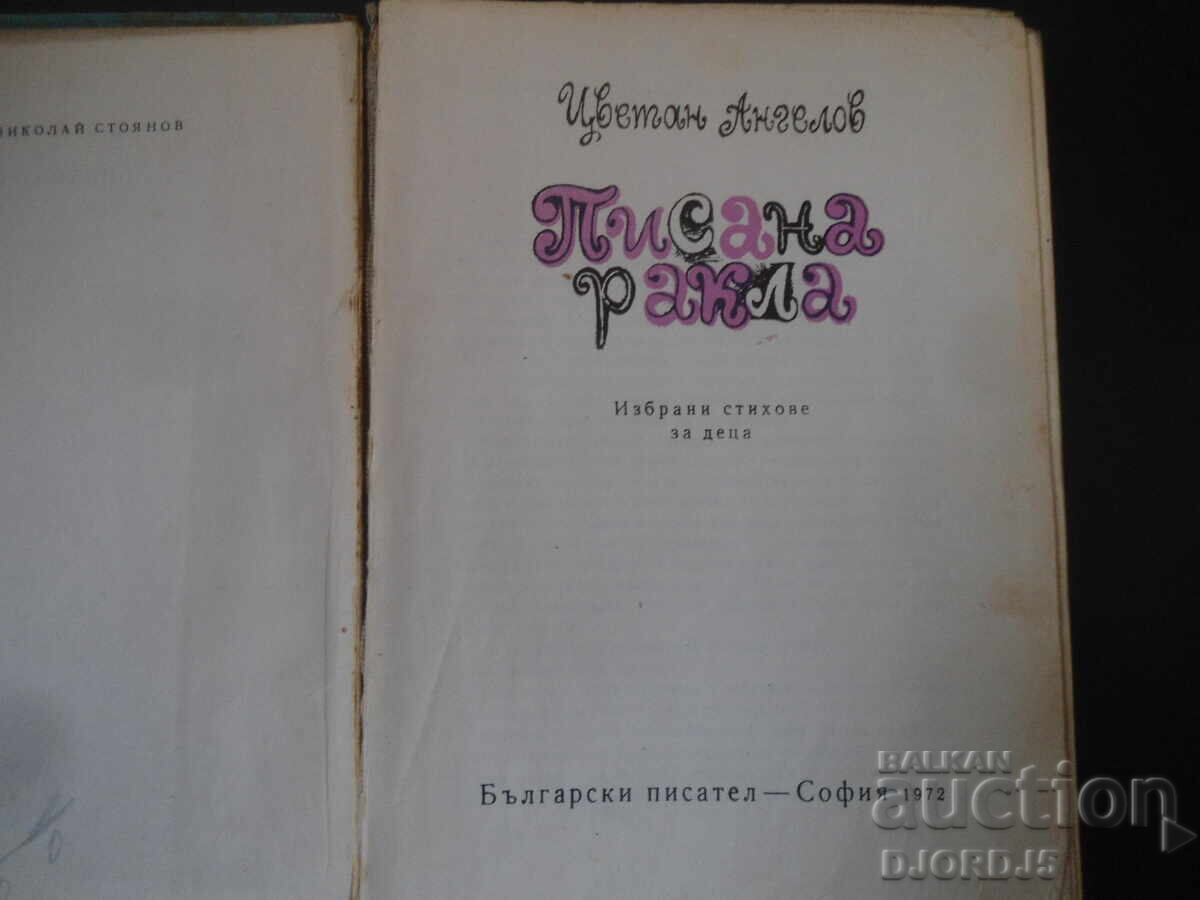 НИКОЛАЙ СТОЯНОВ
Цветан Ангелов
Писана
ракла
Избрани стихове
за деца
Български писател — София 1972
BALKAN
auction
DJORDJ5